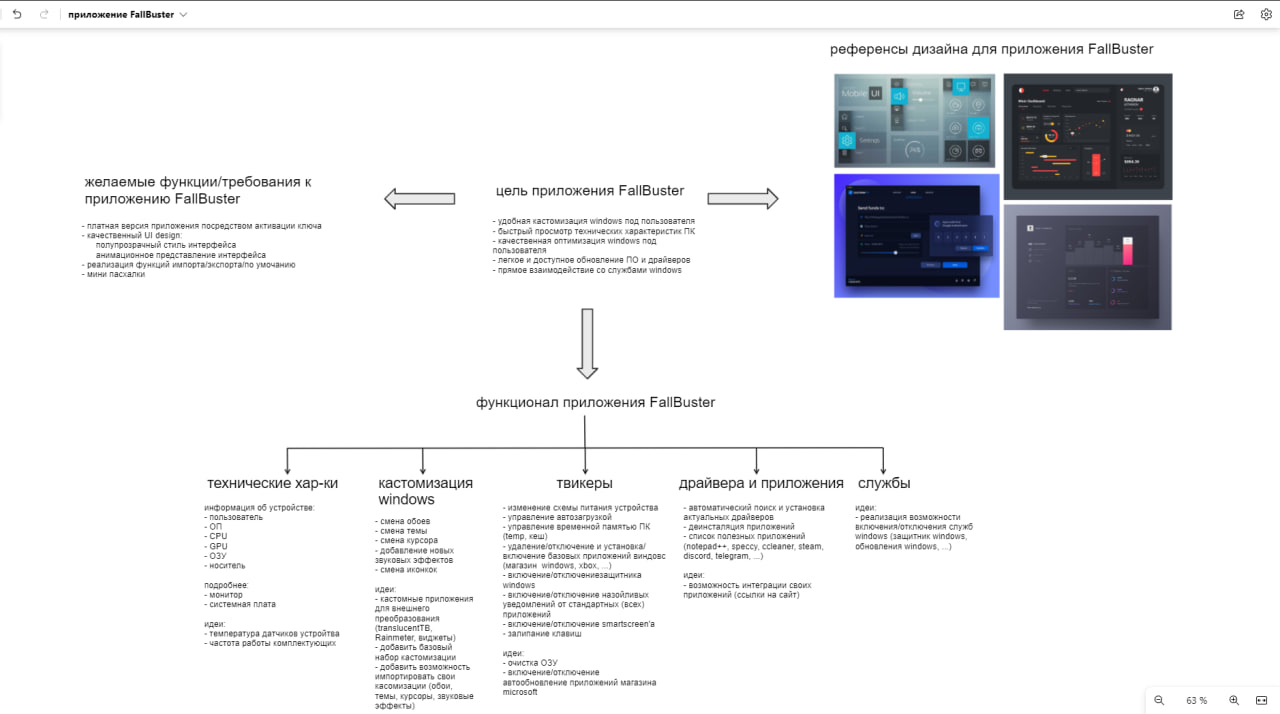 приложение FallBuster
референсы дизайна для приложения FallBuster
Mobile UI
Volume
Settings
74%
RAGNAR
Send funds to:
желаемые функции/требования к
приложению FallBuster
- платная версия приложения посредством активации ключа
- качественный UI design:
полупрозрачный стиль интерфейса
анимационное представление интерфейса
- реализация функций импорта/экспорта/по умочанию
- мини пасхалки
цель приложения FallBuster
- удобная кастомизация windows под пользователя
- быстрый просмотр технических характеристик ПК
- качественная оптимизация windows под
пользователя
- легкое и доступное обновление ПО и драйверов
- прямое взаимодействие со службами windows
функционал приложения FallBuster
технические хар-ки
информация об устройстве:
- пользователь
- ОП
- CPU
- GPU
- ОЗУ
- носитель
подробнее:
- монитор
- системная плата
идеи:
- температура датчиков устройтва
- частота работы комплектующих
кастомизация
windows
- смена обоев
- смена темы
- смена курсора
- добавление новых
звуковых эффектов
- смена иконкок
идеи:
- кастомные приложения
для внешнего
преобразования
(translucentTB,
Rainmeter, виджеты)
- добавить базовый
набор кастомизации
- добавить возможность
импортировать свои
касомизации (обои,
темы, курсоры, звуковые
эффекты)
твикеры
- изменение схемы питания устройства
- управление автозагрузкой
- управление временной памятью ПК
(temp, кеш)
- удаление/отключение и установка/
включение базовых приложений виндовс
(магазин windows, xbox, ...)
- включение/отключениезащитника
windows
- включение/отключение назойливых
уведомлений от стандартных (всех)
приложений
- включение/отключение smartscreen'a
- залипание клавиш
идеи:
- очистка ОЗУ
- включение/отключение
автообновление приложений магазина
microsoft
драйвера и приложения
- автоматический поиск и установка
актуальных драйверов
- деинсталяция приложений
- список полезных приложений
(notepad++, speccy, ccleaner, steam,
discord, telegram, ...)
идеи:
- возможность интеграции своих
приложений (ссылки на сайт)
службы
идеи:
- реализация возможности
включения/отключения служб
windows (защитник windows,
обновления windows, ...)
63 %